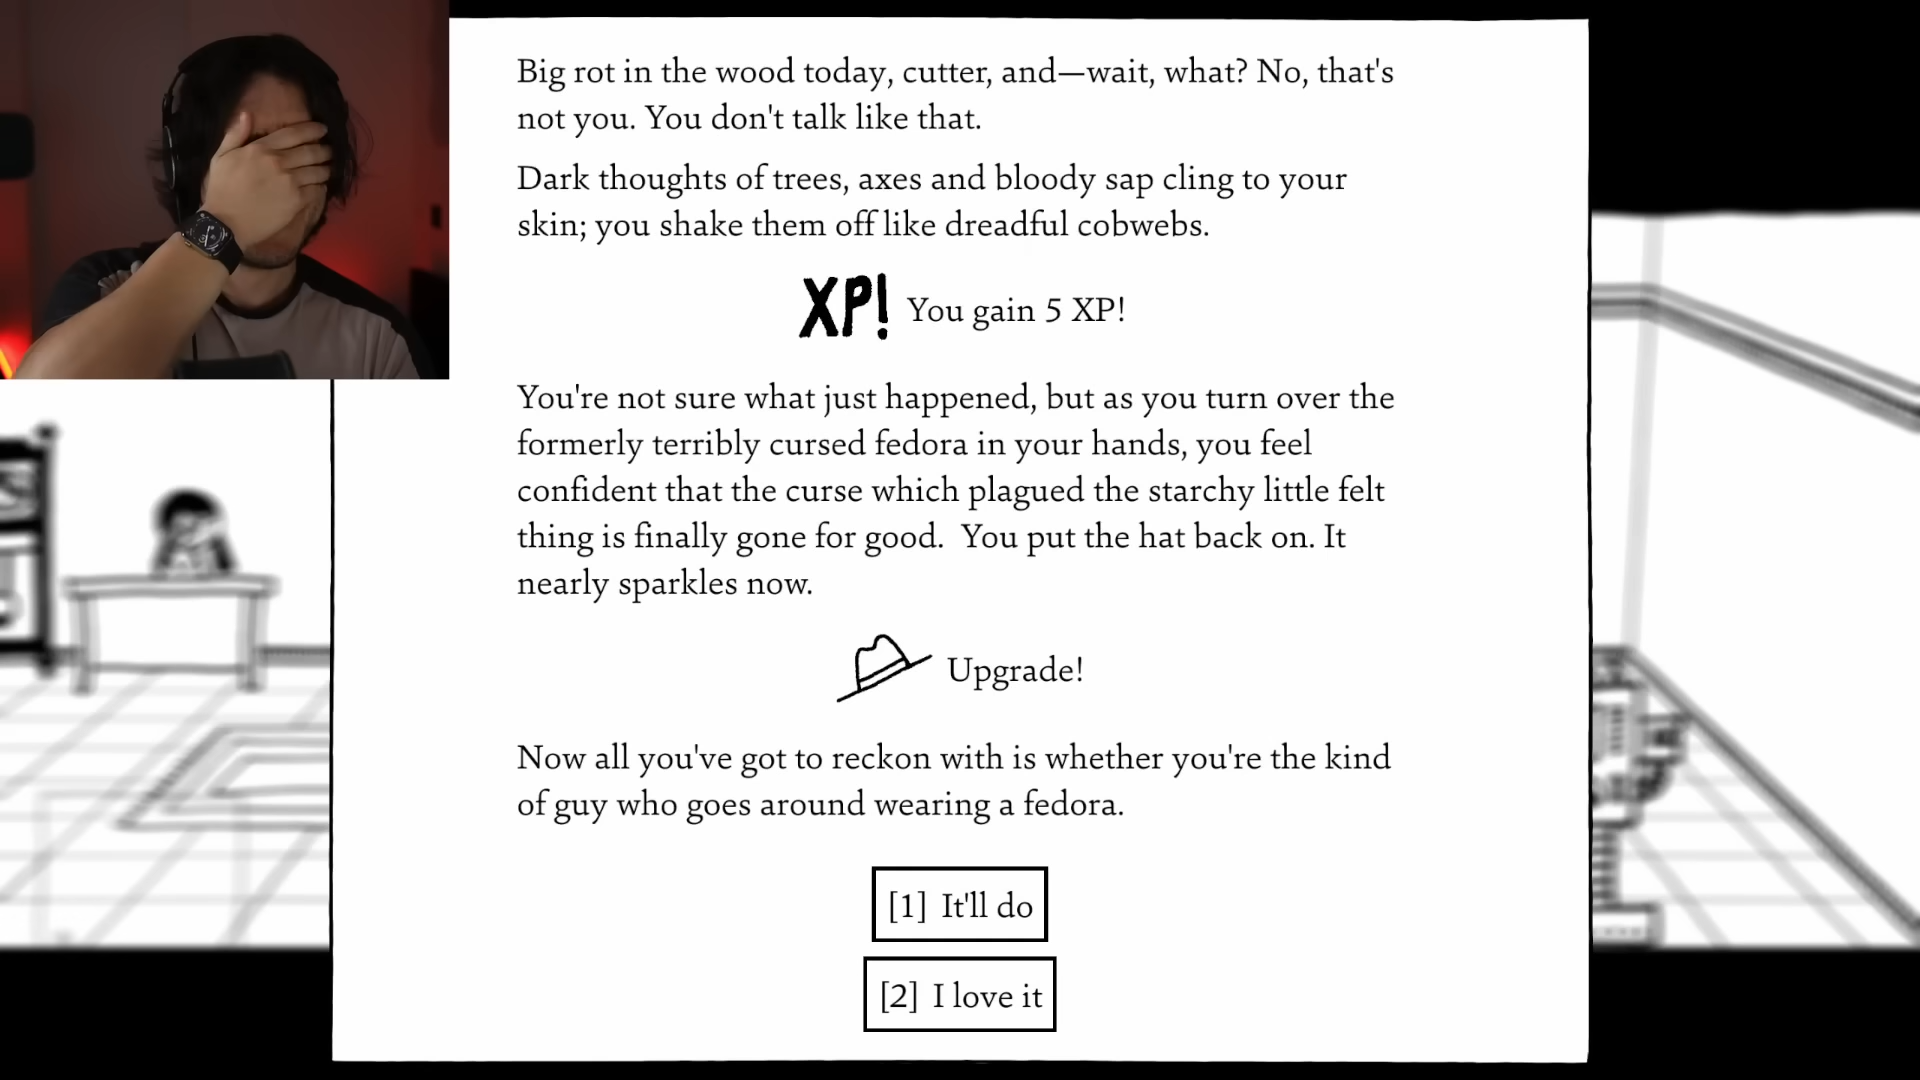 Big rot in the wood today, cutter, and—wait, what? No, that's
not you. You don't talk like that.
Dark thoughts of trees, axes and bloody sap cling to your
skin; you shake them off like dreadful cobwebs.
XP! You gain 5 XP!
You're not sure what just happened, but as you turn over the
formerly terribly cursed fedora in your hands, you feel
confident that the curse which plagued the starchy little felt
thing is finally gone for good.  You put the hat back on. It
nearly sparkles now.
Upgrade!
Now all you've got to reckon with is whether you're the kind
of guy who goes around wearing a fedora.
[1] It'll do
[2] I love it